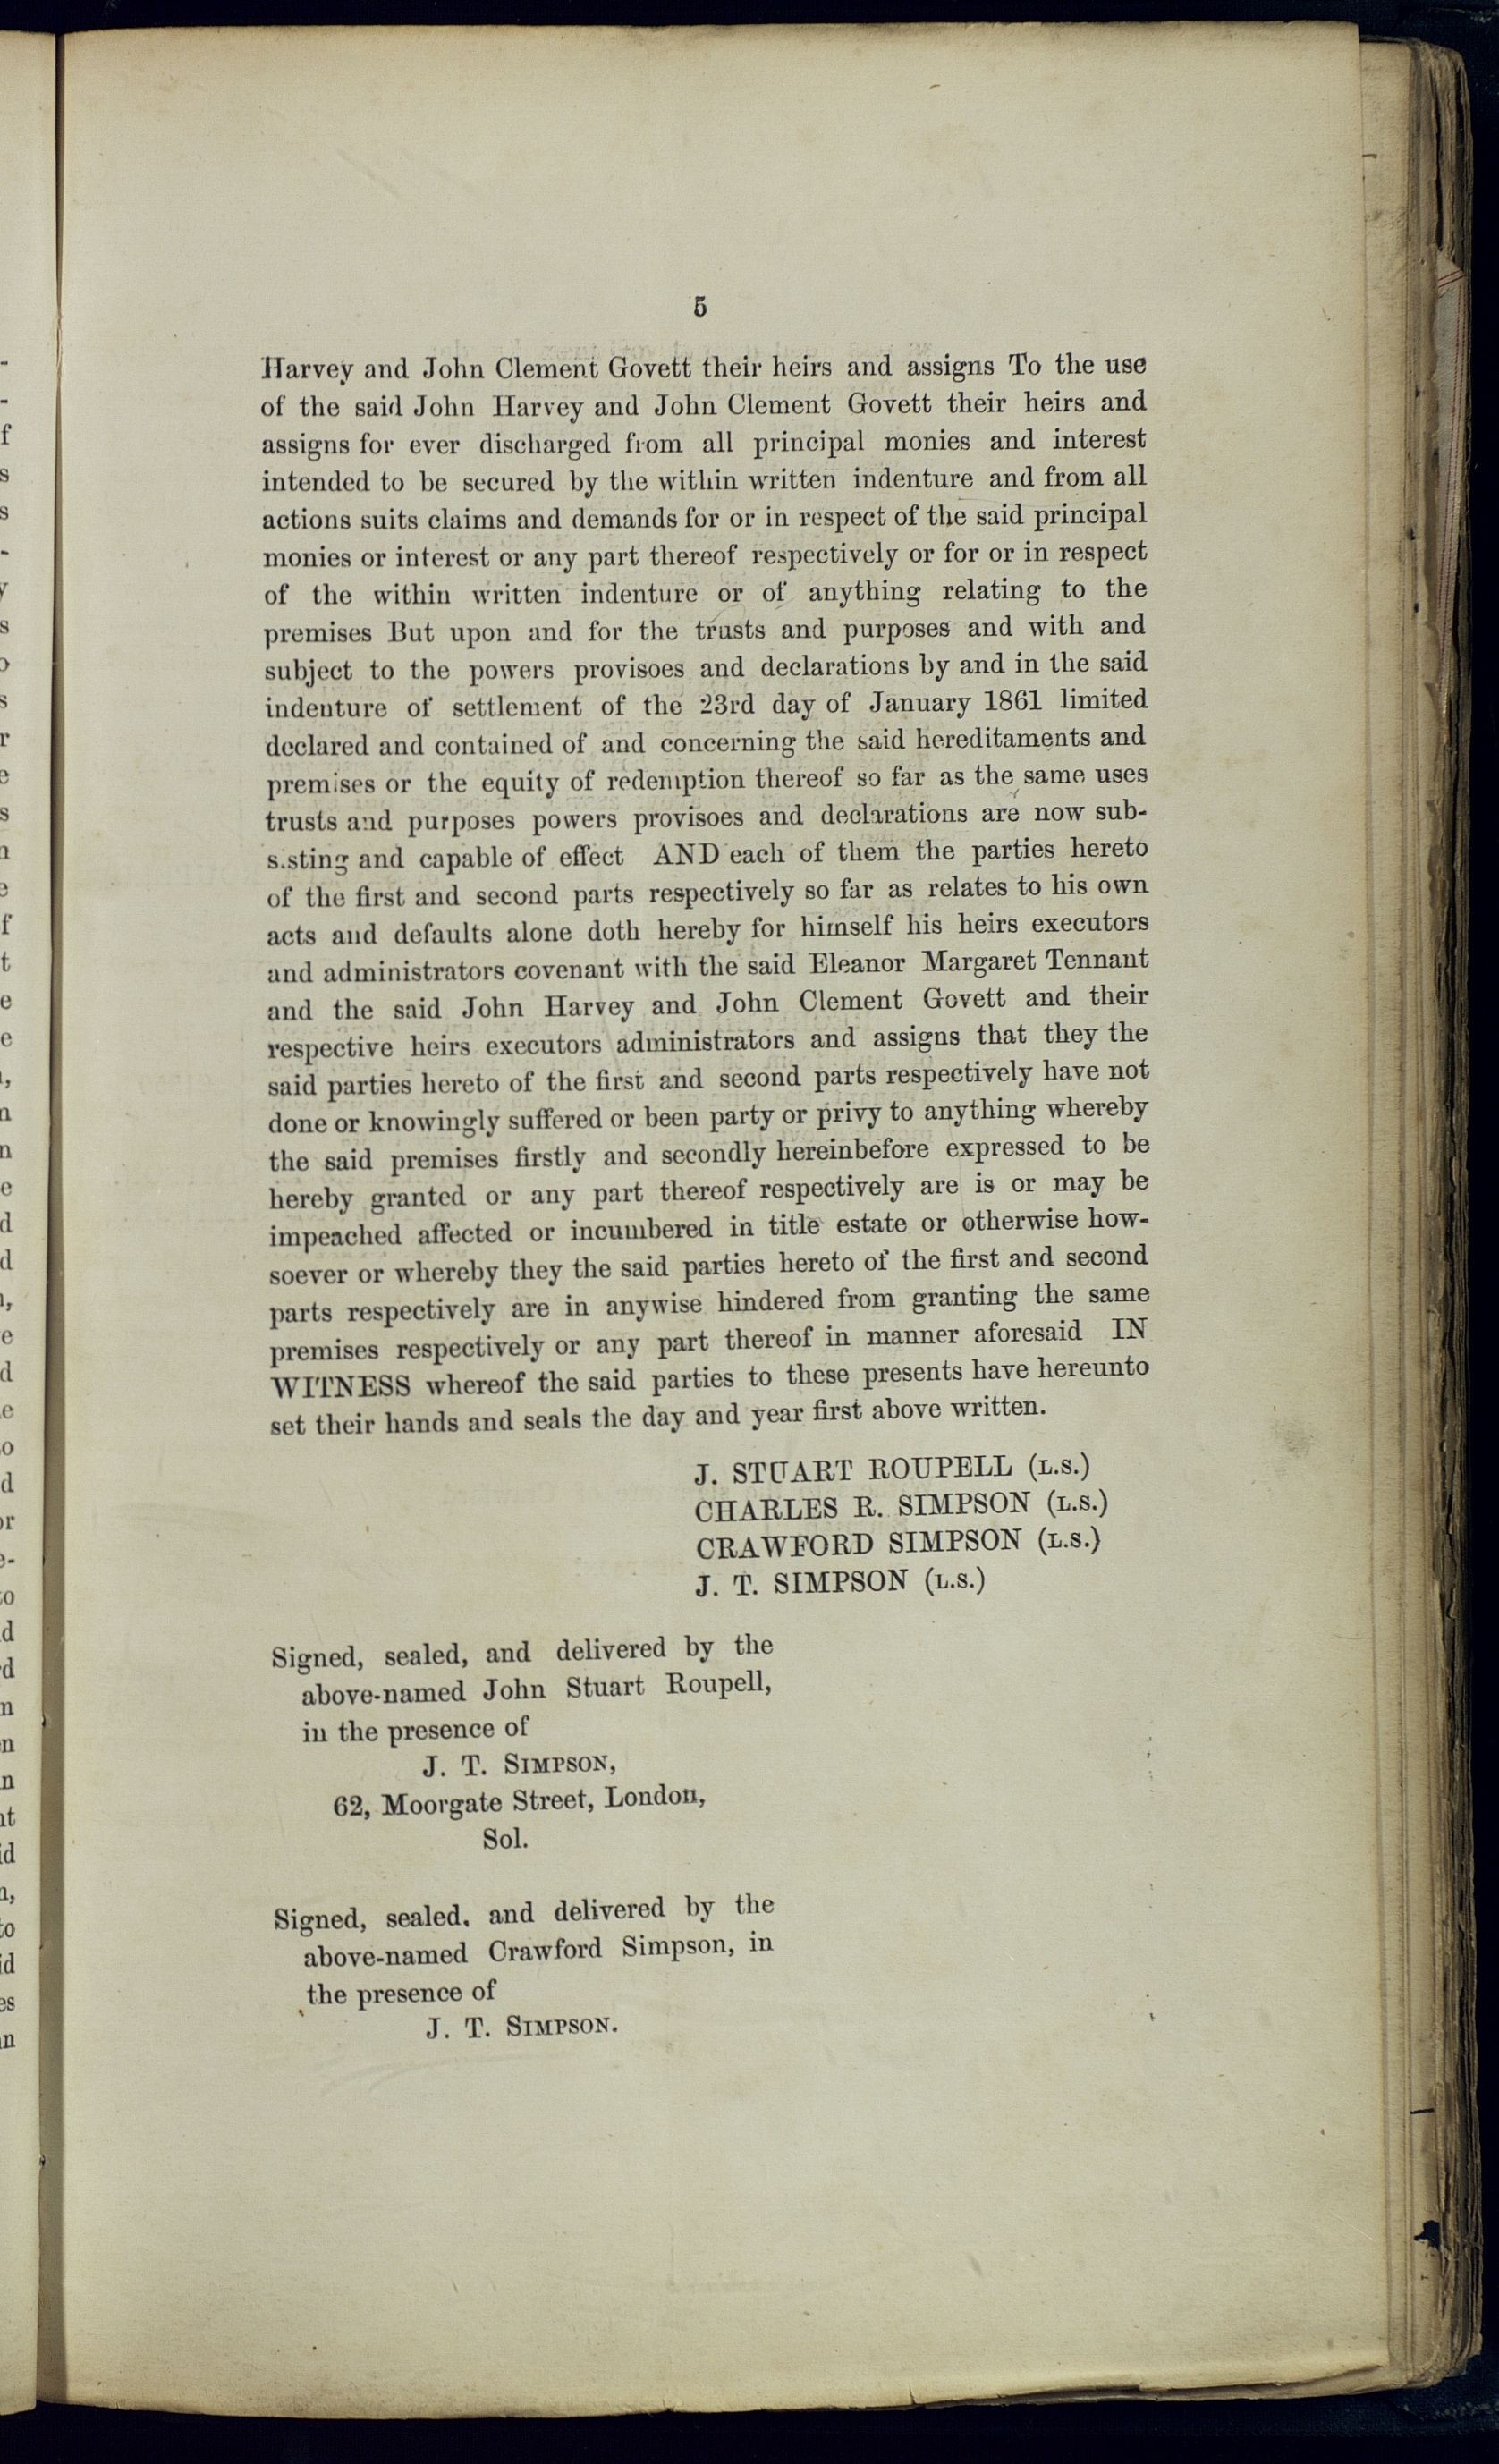 5
Harvey and John Clement Govett their heirs and assigns To the use
of the said John Harvey and John Clement Govett their heirs and
assigns for ever discharged from all principal monies and interest
intended to be secured by the within written indenture and from all
actions suits claims and demands for or in respect of the said principal
monies or interest or any part thereof respectively or for or in respect
of the within written indenture or of anything relating to the
premises But upon and for the trusts and purposes and with and
subject to the powers provisoes and declarations by and in the said
indenture of settlement of the 23rd day of January 1861 limited
declared and contained of and concerning the said hereditaments and
premises or the equity of redemption thereof so far as the same uses
trusts and purposes powers provisoes and declarations are now sub-
sisting and capable of effect AND each of them the parties hereto
of the first and second parts respectively so far as relates to his own
acts and defaults alone doth hereby for himself his heirs executors
and administrators covenant with the said Eleanor Margaret Tennant
and the said John Harvey and John Clement Govett and their
respective heirs executors administrators and assigns that they the
said parties hereto of the first and second parts respectively have not
done or knowingly suffered or been party or privy to anything whereby
the said premises firstly and secondly hereinbefore expressed to be
hereby granted or any part thereof respectively are is or may be
impeached affected or incumbered in title estate or otherwise how-
soever or whereby they the said parties hereto of the first and second
parts respectively are in anywise hindered from granting the same
premises respectively or any part thereof in manner aforesaid IN
WITNESS whereof the said parties to these presents have hereunto
set their hands and seals the day and year first above written.
J. STUART ROUPELL (L.S.)
CHARLES R. SIMPSON (L.S.)
CRAWFORD SIMPSON (L.S.)
J. T. SIMPSON (L.S.)
Signed, sealed, and delivered by the
above-named John Stuart Roupell,
in the presence of
J. T. SIMPSON,
62, Moorgate Street, London,
Sol.
Signed, sealed, and delivered by the
above-named Crawford Simpson, in
the presence of
J. T. SIMPSON.